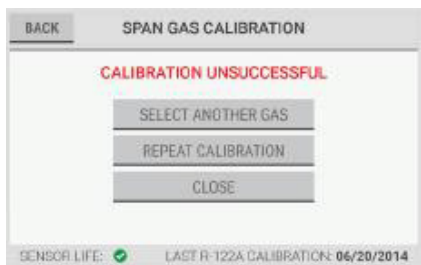 BACK SPAN GAS CALIBRATION
CALIBRATION UNSUCCESSFUL
SELECT ANOTHER GAS
REPEAT CALIBRATION
CLOSE
SENSOR LIFE: LAST R-122A CALIBRATION: 06/20/2014